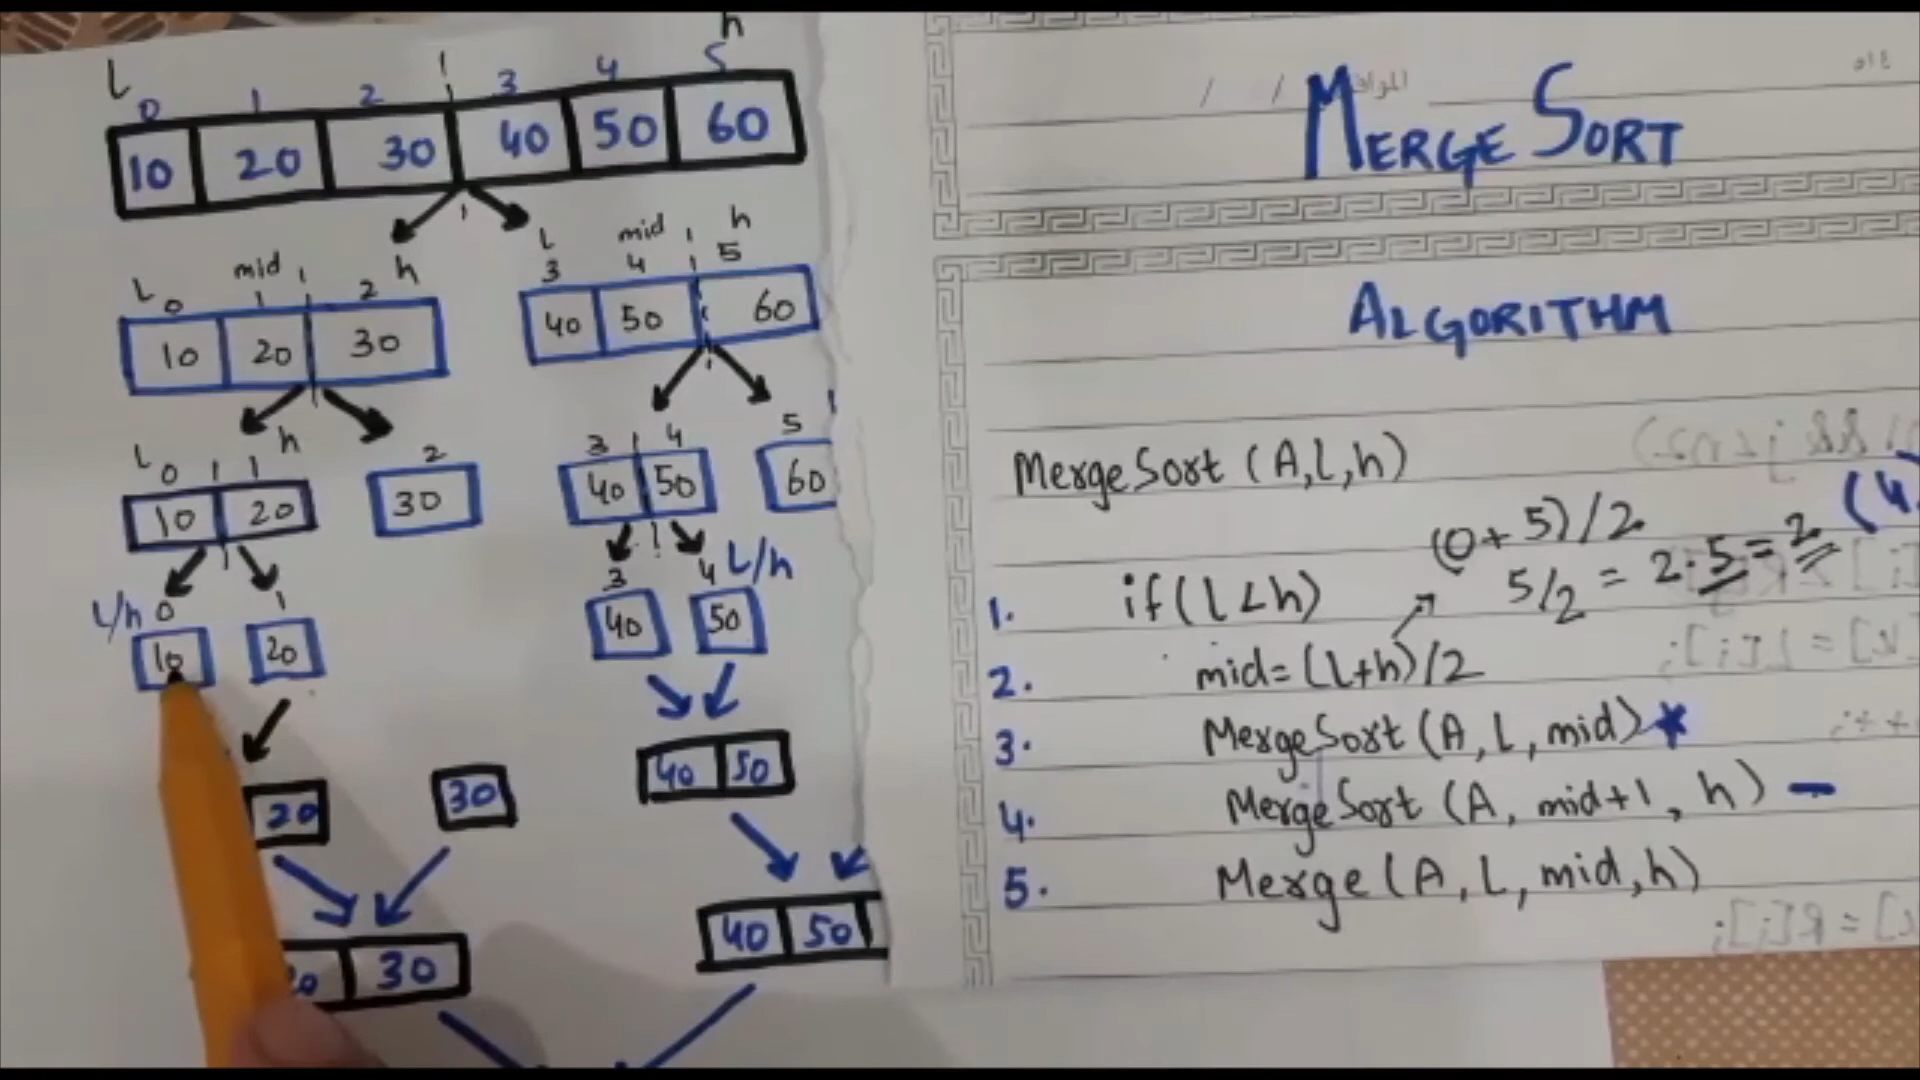 h
L
0 1 2 3 4 5
10 20 30 40 50 60
L 0 mid 1 2 h
10 20 30
L 3 mid 4 h 5
40 50 60
L 0 1 h
10 20
2
30
3 4
40 50
5
60
L/h 0 1
10 20
3 4 L/h
40 50
20 30
40 50
30
40 50
MERGE SORT
ALGORITHM
MergeSort (A,L,h)
(0+5)/2
5/2 = 2.5 = 2
1. if(l<h)
2. mid=(L+h)/2
3. MergeSort (A, L, mid) *
4. MergeSort (A, mid+1, h) -
5. Merge (A, L, mid, h)